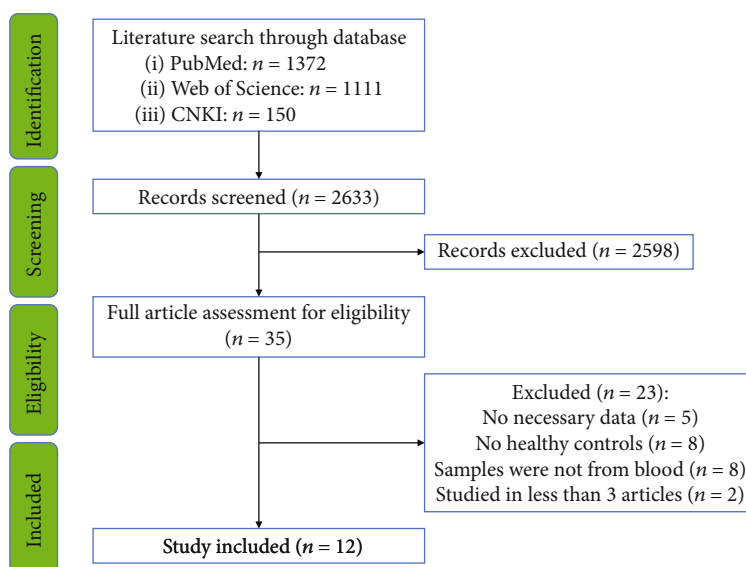 Identification
Literature search through database
(i) PubMed: n = 1372
(ii) Web of Science: n = 1111
(iii) CNKI: n = 150
Screening
Records screened (n = 2633)
Records excluded (n = 2598)
Eligibility
Full article assessment for eligibility
(n = 35)
Excluded (n = 23):
No necessary data (n = 5)
No healthy controls (n = 8)
Samples were not from blood (n = 8)
Studied in less than 3 articles (n = 2)
Included
Study included (n = 12)